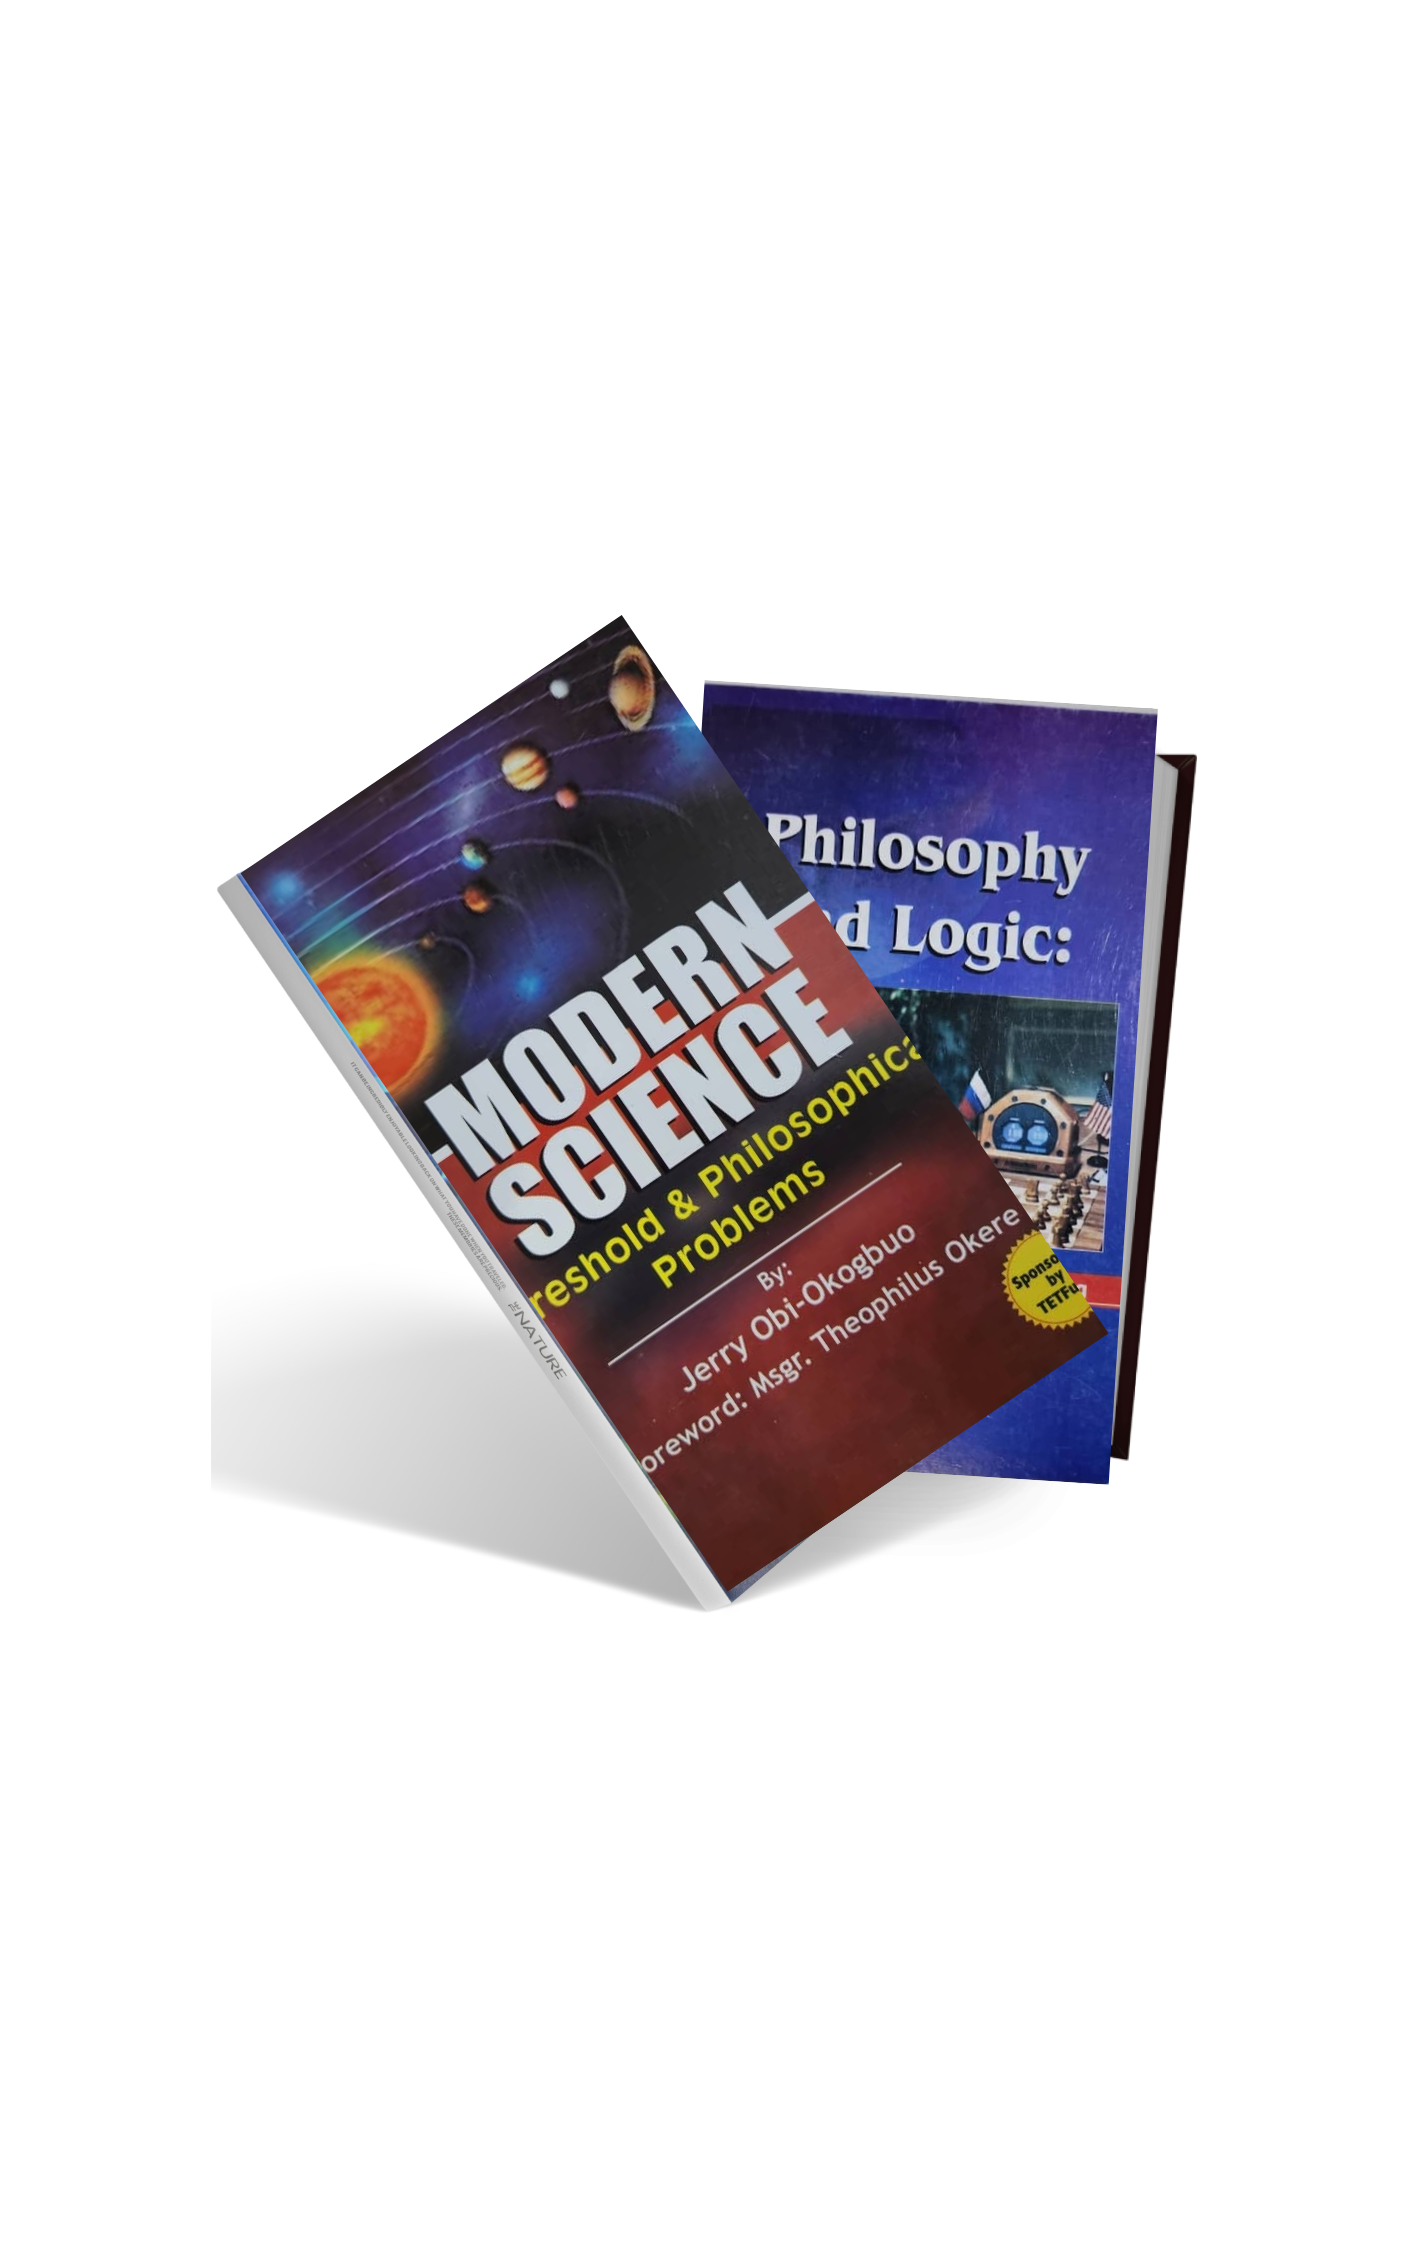 MODERN
SCIENCE
reshold & Philosophica
Problems
By:
Jerry Obi-Okogbuo
oreword: Msgr. Theophilus Okere
Sponso
by
TETFu
NATURE
Philosophy
d Logic: